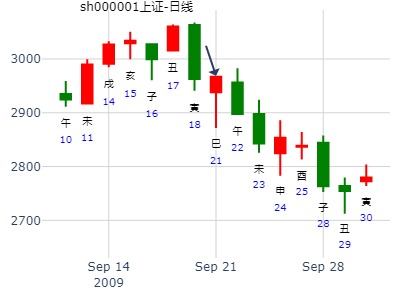 sh000001上证-日线
3000
2900
2800
2700
午
10
未
11
戌
14
亥
15
子
16
丑
17
寅
18
巳
21
午
22
未
23
申
24
酉
25
子
28
丑
29
寅
30
Sep 14
2009
Sep 21
Sep 28